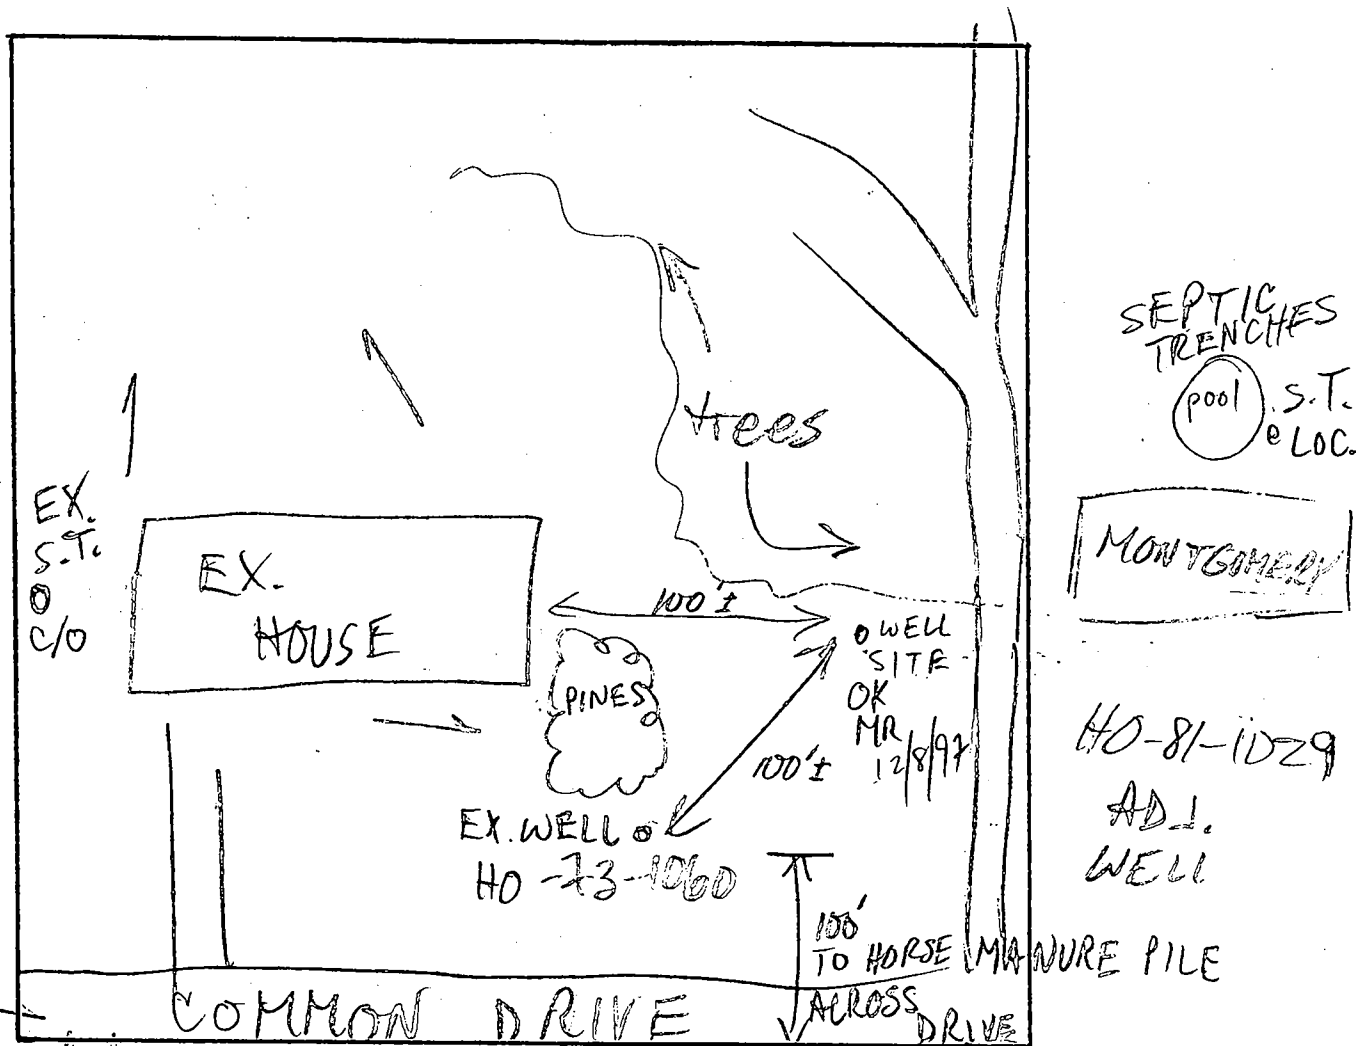 SEPTIC
TRENCHES
pool
S.T.
LOC.
trees
EX.
S.T.
C/O
EX.
HOUSE
MONTGOMERY
100'±
WELL
SITE
OK
MR
12/8/97
PINES
100'±
EX. WELL
HO-73-1060
HO-81-1029
ADJ.
WELL
100'
TO HORSE MANURE PILE
ACROSS
DRIVE
COMMON DRIVE